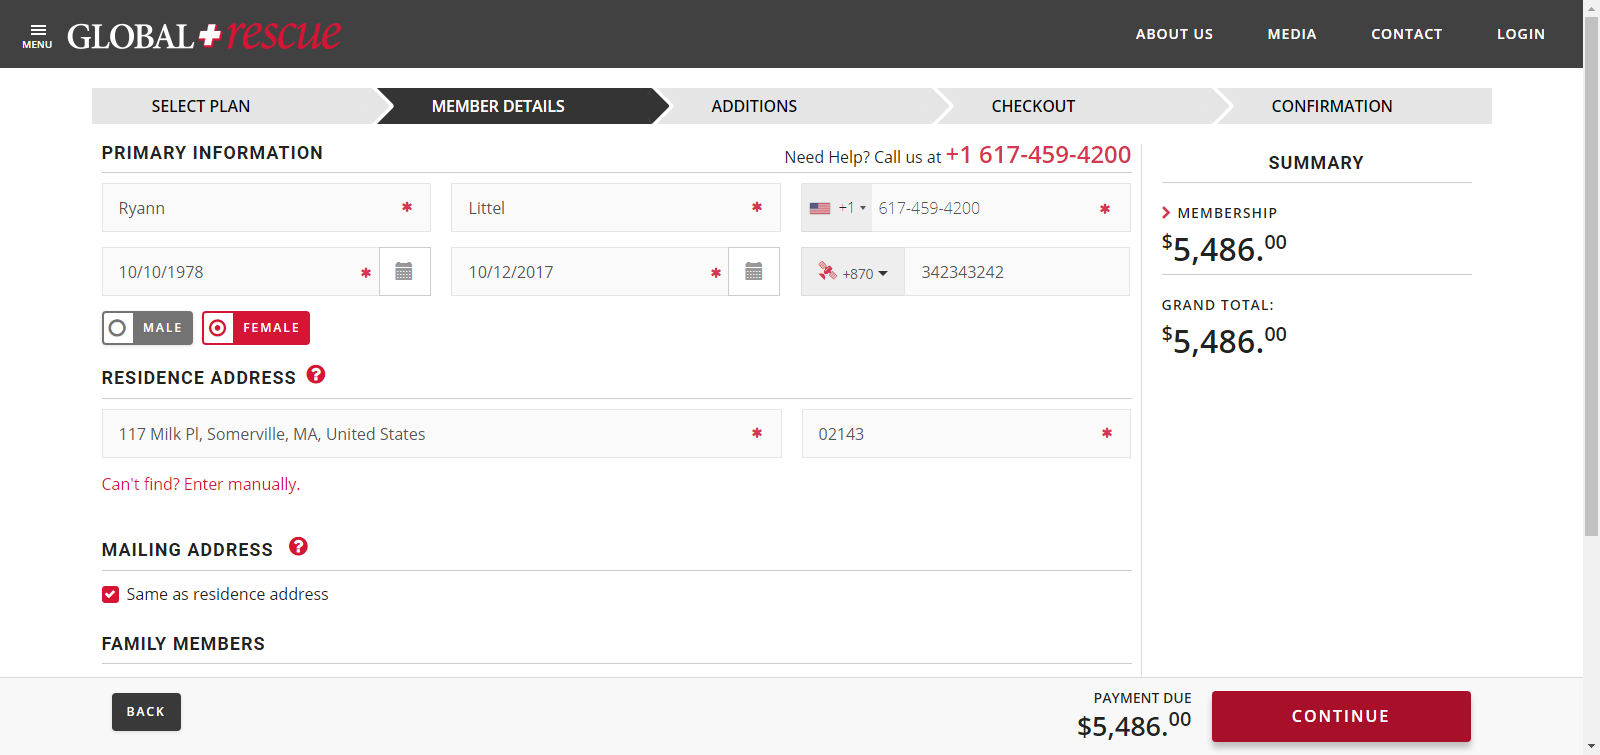 MENU
GLOBAL rescue
ABOUT US
MEDIA
CONTACT
LOGIN
SELECT PLAN
MEMBER DETAILS
ADDITIONS
CHECKOUT
CONFIRMATION
PRIMARY INFORMATION
Need Help? Call us at +1 617-459-4200
Ryann *
Littel *
+1 617-459-4200 *
10/10/1978 *
10/12/2017 *
+870 342343242
MALE
FEMALE
RESIDENCE ADDRESS ?
117 Milk Pl, Somerville, MA, United States *
02143 *
Can't find? Enter manually.
MAILING ADDRESS ?
Same as residence address
FAMILY MEMBERS
SUMMARY
MEMBERSHIP
$5,486.00
GRAND TOTAL:
$5,486.00
BACK
PAYMENT DUE
$5,486.00
CONTINUE